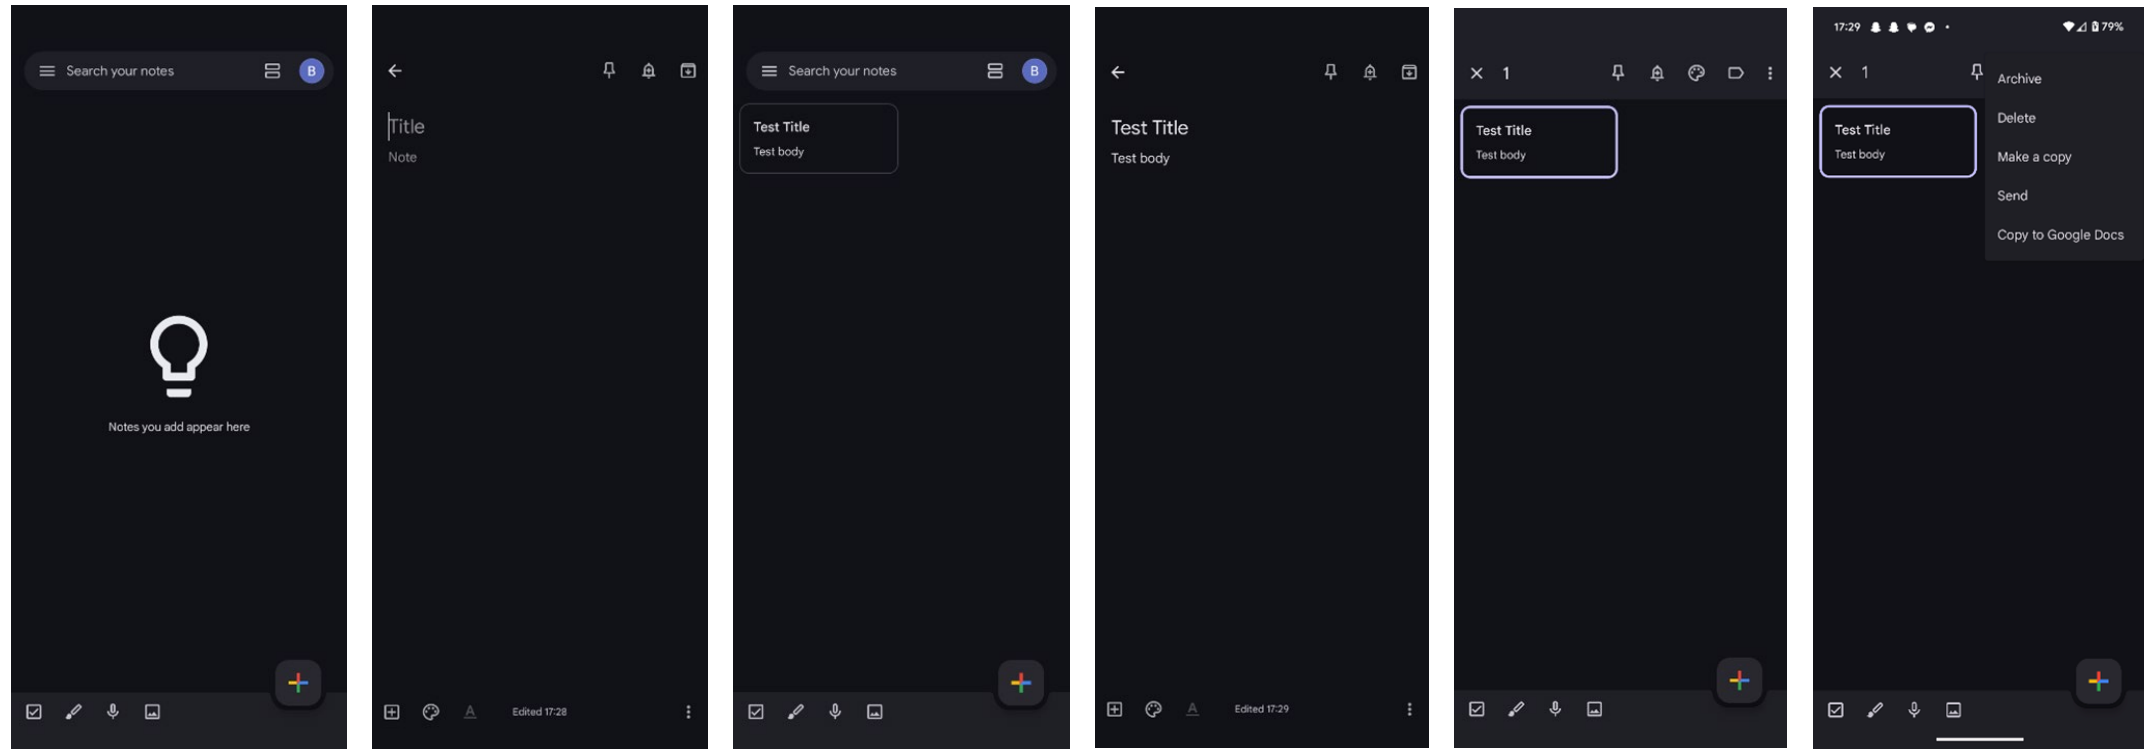 Search your notes
B
Notes you add appear here
Title
Note
Edited 17:28
Search your notes
B
Test Title
Test body
Test Title
Test body
A
Edited 17:29
1
Test Title
Test body
17:29
79%
1
Test Title
Test body
Archive
Delete
Make a copy
Send
Copy to Google Docs